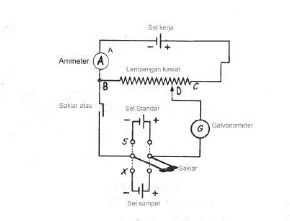 Sel kerja
- +
A
Ammeter A
Lempengan kawat
B C
D
Saklar atas
Sel Standar
- +
G Galvanometer
S
Saklar
X
- +
Sel sampel